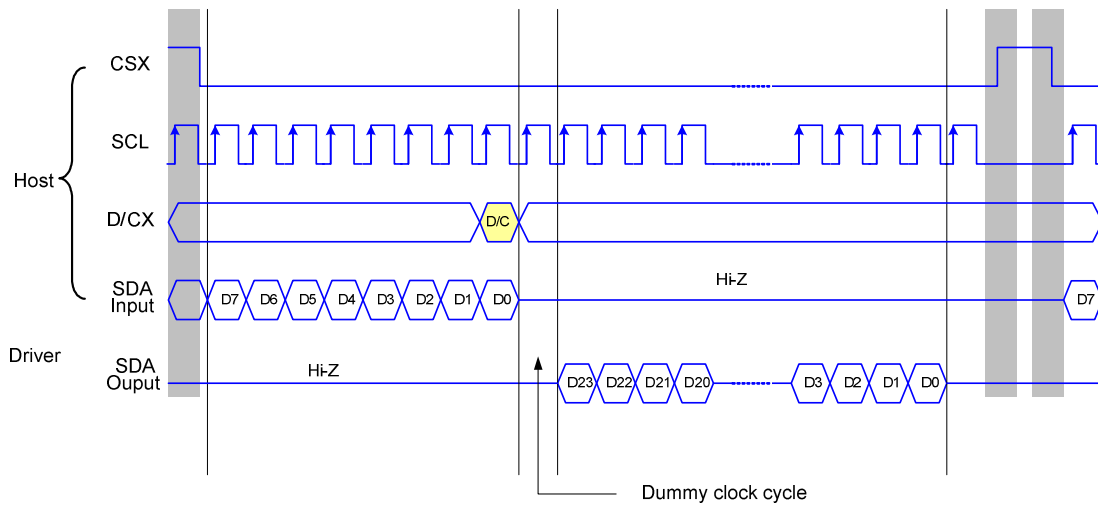 CSX
SCL
Host
D/CX
D/C
SDA
Input
D7 D6 D5 D4 D3 D2 D1 D0
Hi-Z
D7
Driver
SDA
Ouput
Hi-Z
D23 D22 D21 D20
D3 D2 D1 D0
Dummy clock cycle